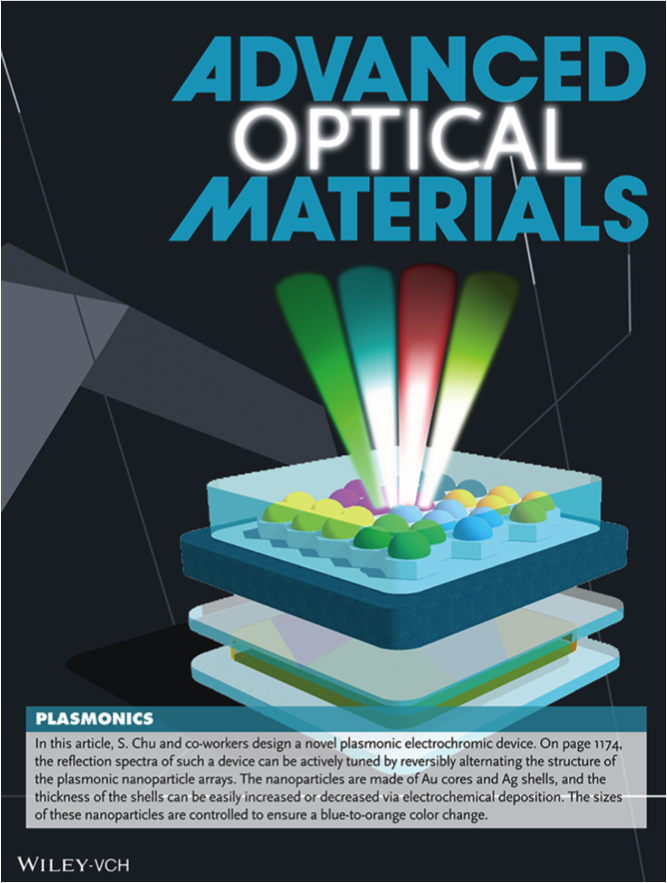 ADVANCED
OPTICAL
MATERIALS
PLASMONICS
In this article, S. Chu and co-workers design a novel plasmonic electrochromic device. On page 1174,
the reflection spectra of such a device can be actively tuned by reversibly alternating the structure of
the plasmonic nanoparticle arrays. The nanoparticles are made of Au cores and Ag shells, and the
thickness of the shells can be easily increased or decreased via electrochemical deposition. The sizes
of these nanoparticles are controlled to ensure a blue-to-orange color change.
WILEY-VCH